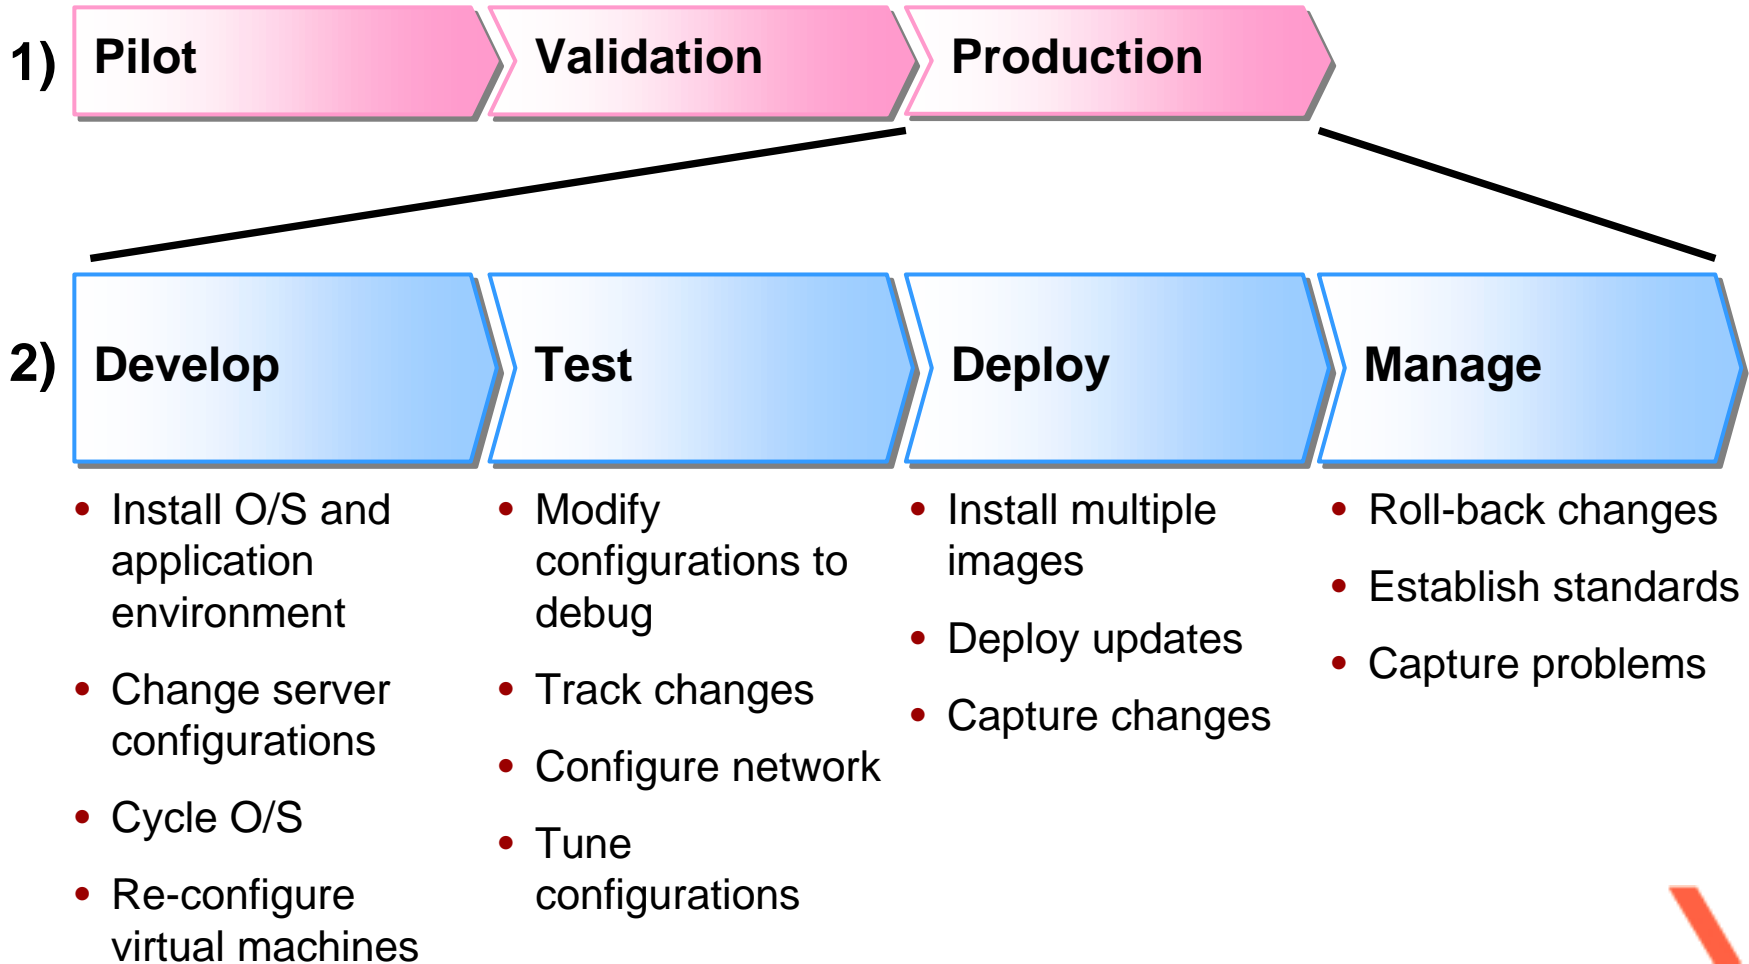 1) Pilot Validation Production
2) Develop Test Deploy Manage
• Install O/S and
application
environment
• Change server
configurations
• Cycle O/S
• Re-configure
virtual machines
• Modify
configurations to
debug
• Track changes
• Configure network
• Tune
configurations
• Install multiple
images
• Deploy updates
• Capture changes
• Roll-back changes
• Establish standards
• Capture problems